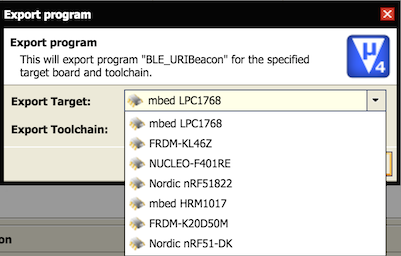 Export program
Export program
This will export program "BLE_URIBeacon" for the specified
target board and toolchain.
μ
4
Export Target:
mbed LPC1768
Export Toolchain:
mbed LPC1768
FRDM-KL46Z
NUCLEO-F401RE
Nordic nRF51822
mbed HRM1017
FRDM-K20D50M
Nordic nRF51-DK
on